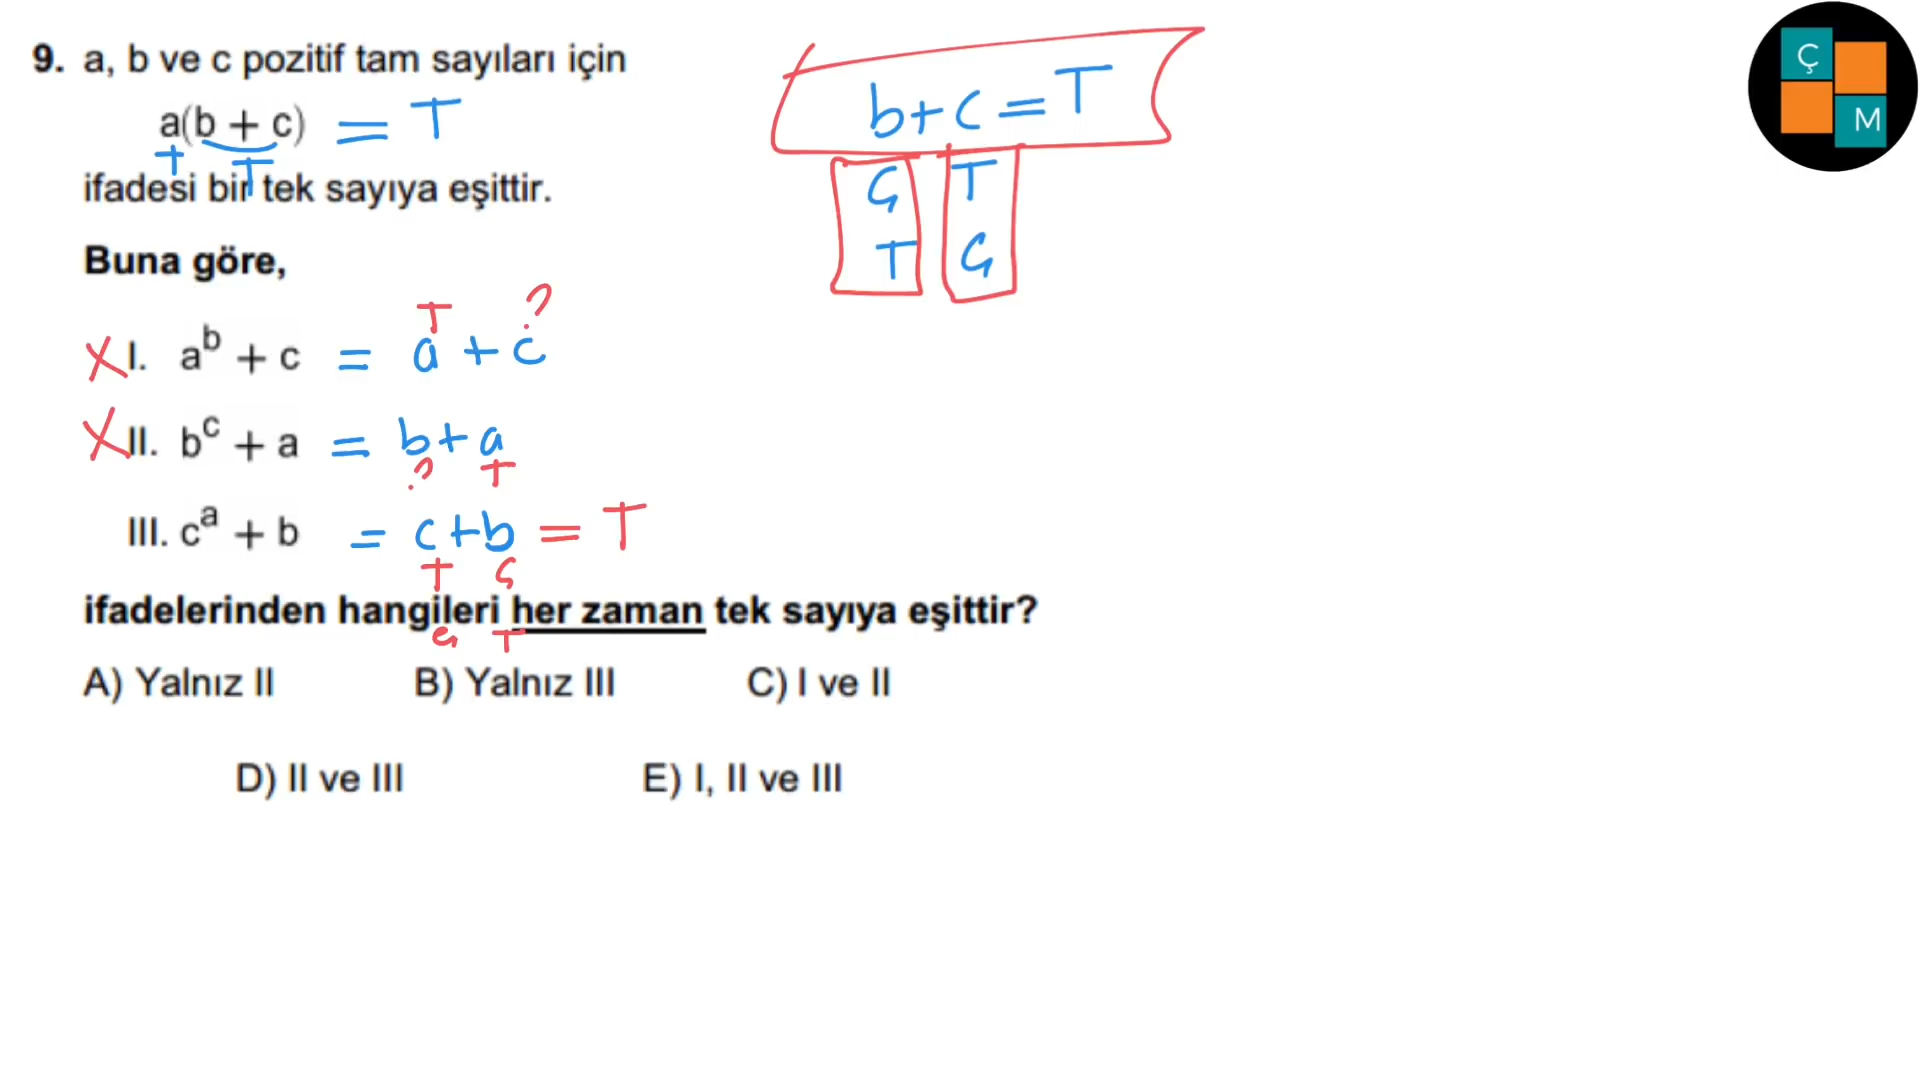 9. a, b ve c pozitif tam sayıları için
a(b + c) = T
T T
ifadesi bir tek sayıya eşittir.
Buna göre,
X I. a^b + c = a + c
T ?
X II. b^c + a = b + a
? T
III. c^a + b = c + b = T
T Ç
Ç T
ifadelerinden hangileri her zaman tek sayıya eşittir?
A) Yalnız II B) Yalnız III C) I ve II
D) II ve III E) I, II ve III
b + c = T
Ç T
T Ç
Ç
M